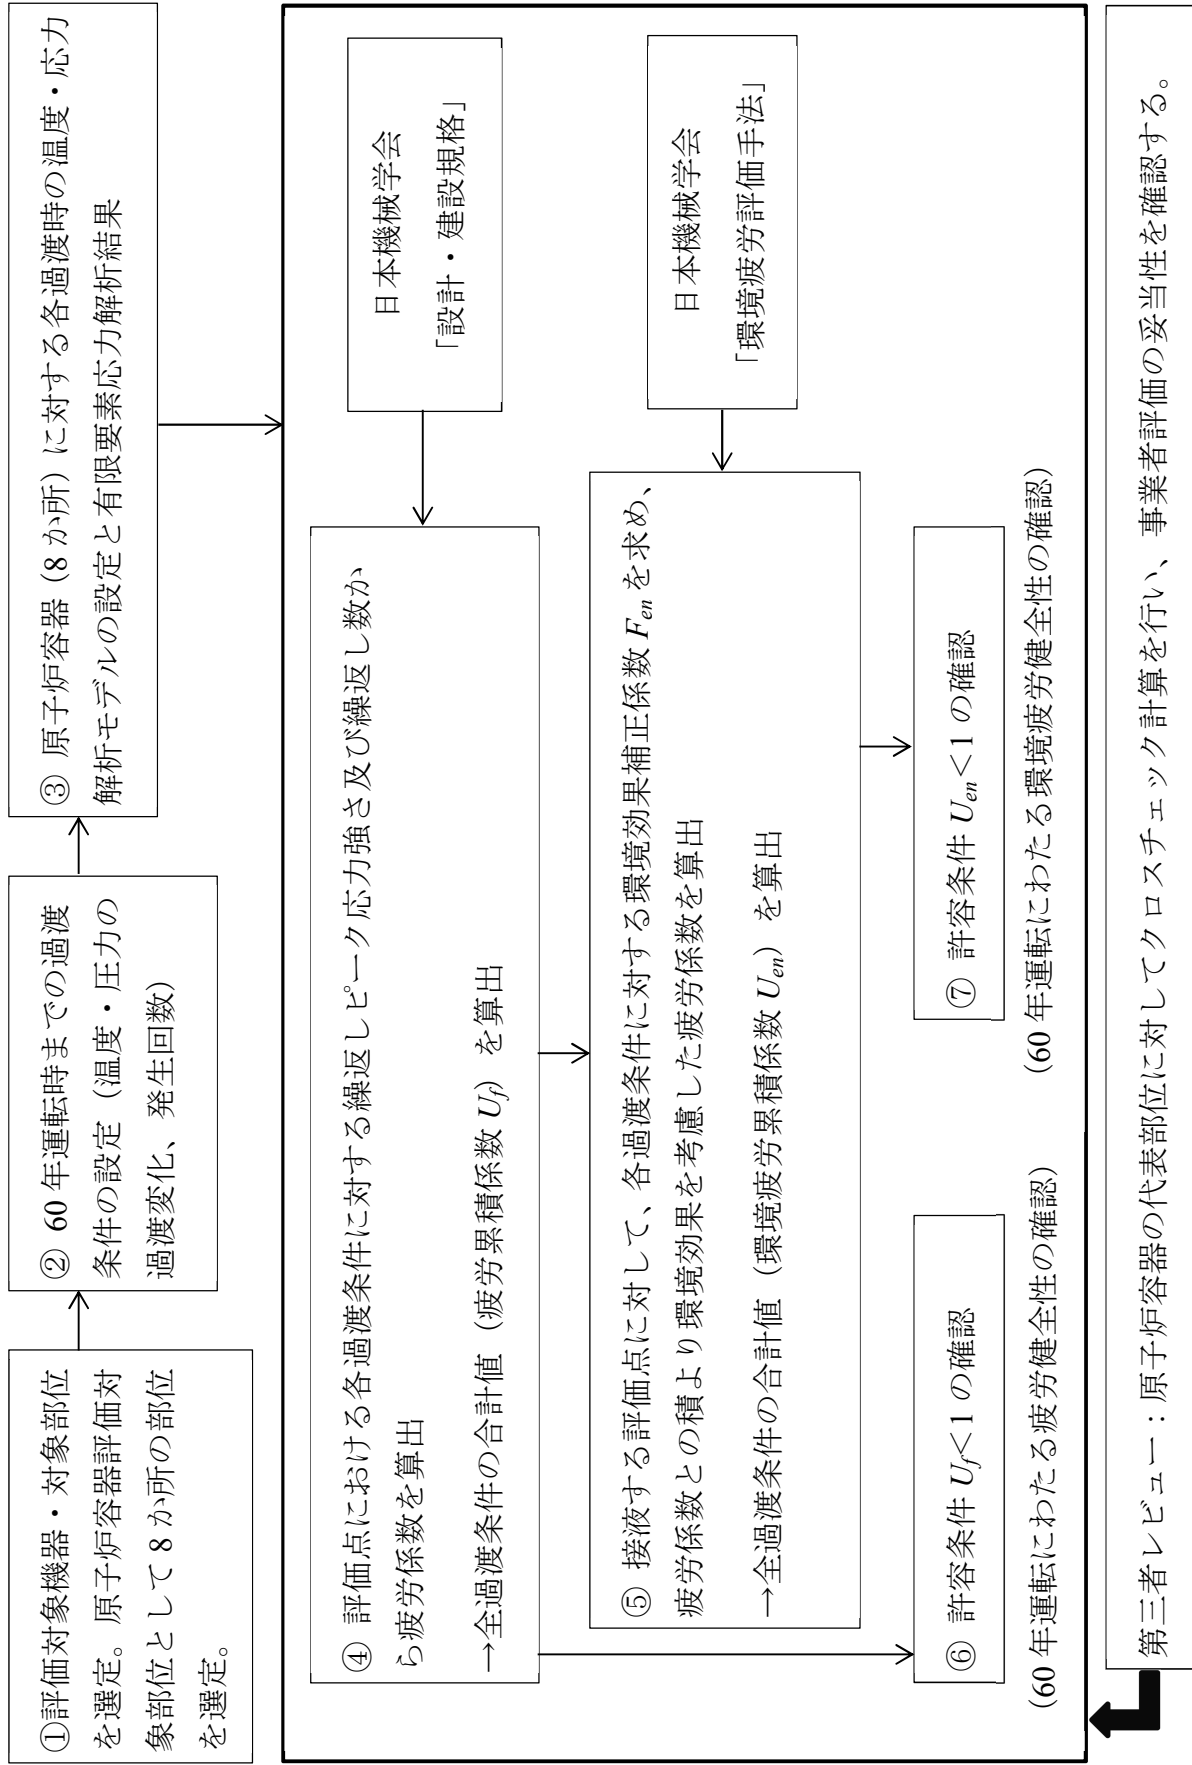 ①評価対象機器・対象部位
を選定。原子炉容器評価対
象部位として8か所の部位
を選定。
② 60年運転時までの過渡
条件の設定（温度・圧力の
過渡変化、発生回数）
③ 原子炉容器（8か所）に対する各過渡時の温度・応力
解析モデルの設定と有限要素応力解析結果
④ 評価点における各過渡条件に対する繰返しピーク応力強さ及び繰返し数か
ら疲労係数を算出
→全過渡条件の合計値（疲労累積係数 Uf）を算出
日本機械学会
「設計・建設規格」
⑤ 接液する評価点に対して、各過渡条件に対する環境効果補正係数 Fen を求め、
疲労係数との積より環境効果を考慮した疲労係数を算出
→全過渡条件の合計値（環境疲労累積係数 Uen）を算出
日本機械学会
「環境疲労評価手法」
⑥ 許容条件 Uf<1 の確認
(60年運転にわたる疲労健全性の確認)
⑦ 許容条件 Uen＜1 の確認
(60年運転にわたる環境疲労健全性の確認)
第三者レビュー：原子炉容器の代表部位に対してクロスチェック計算を行い、事業者評価の妥当性を確認する。